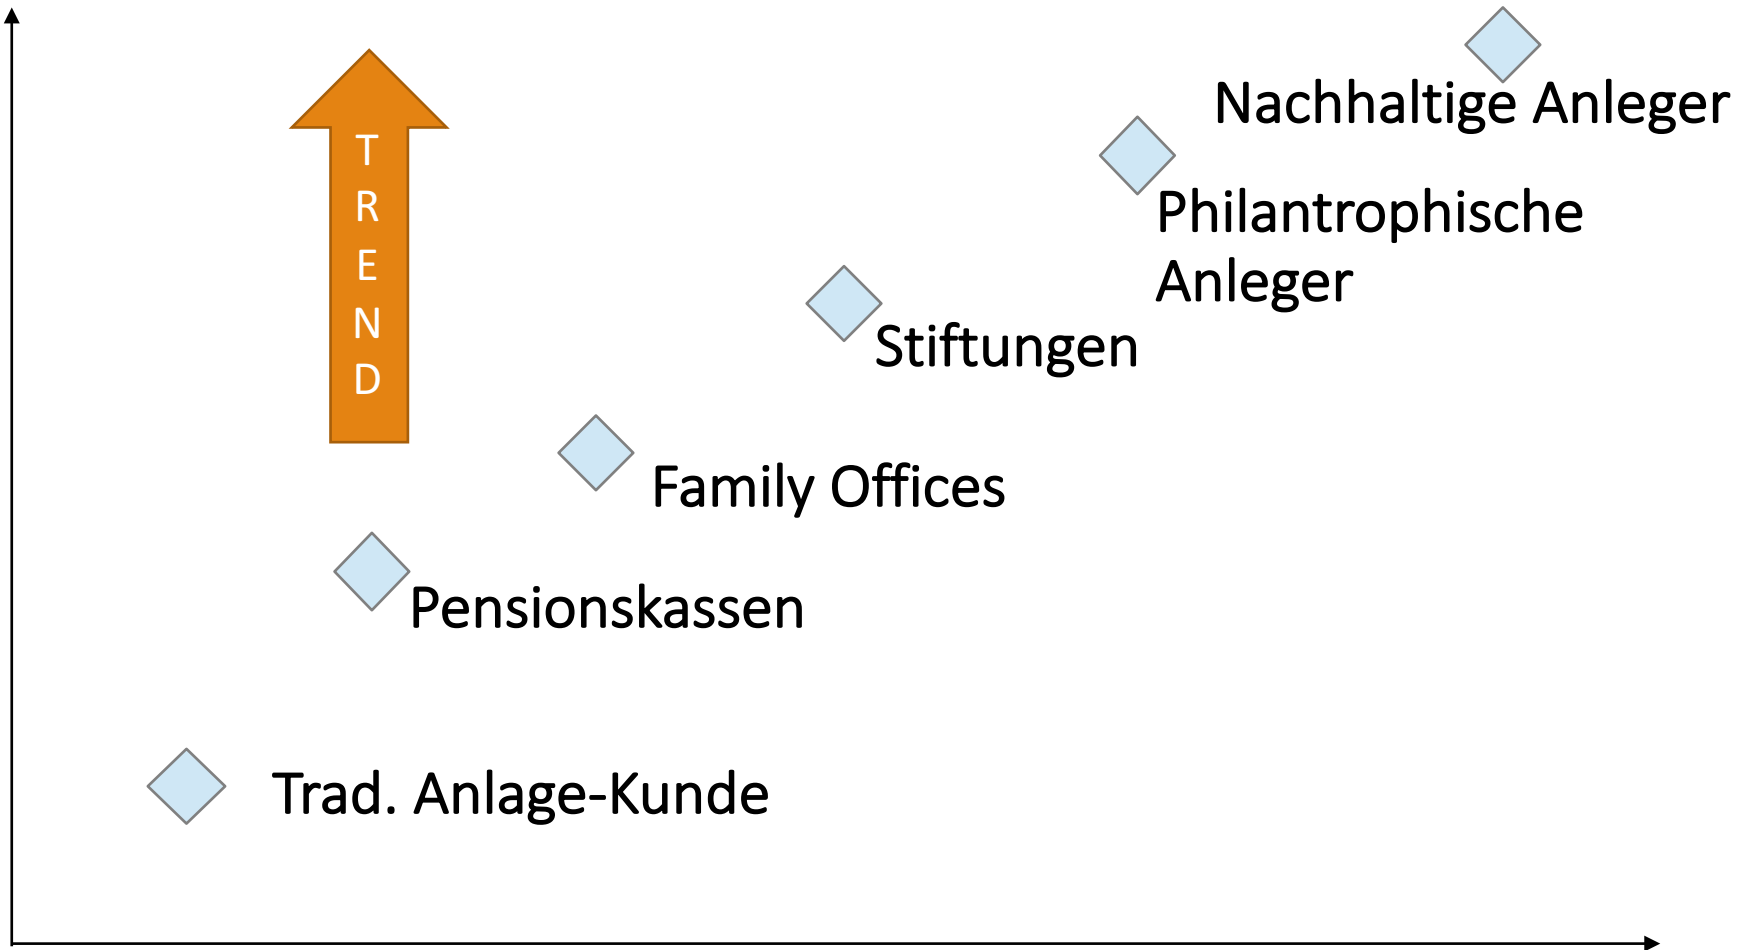 Nachhaltige Anleger
T
R
E
N
D
Philantrophische
Anleger
Stiftungen
Family Offices
Pensionskassen
Trad. Anlage-Kunde